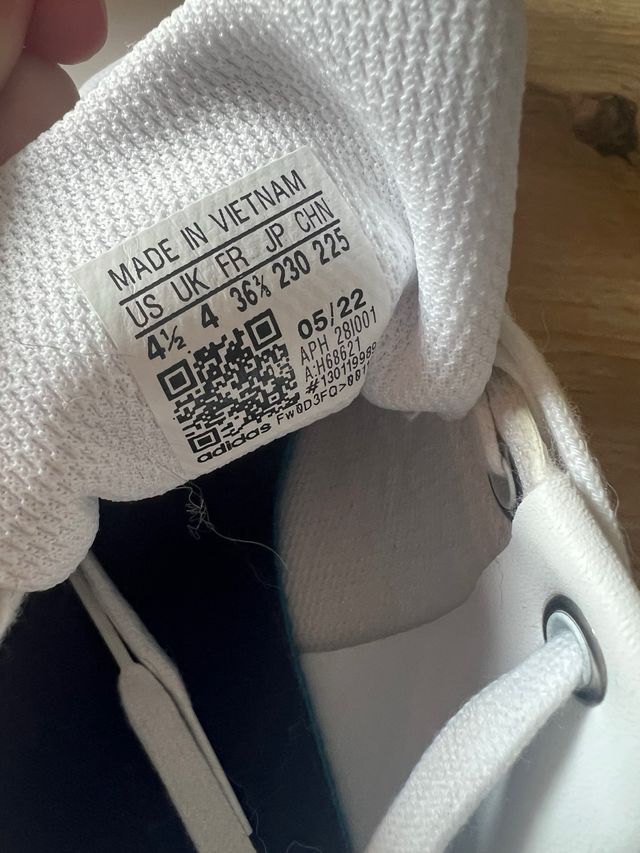 MADE IN VIETNAM
US UK FR JP CHN
4½ 4 36⅔ 230 225
05/22
APH 28I001
A:H68621
adidas